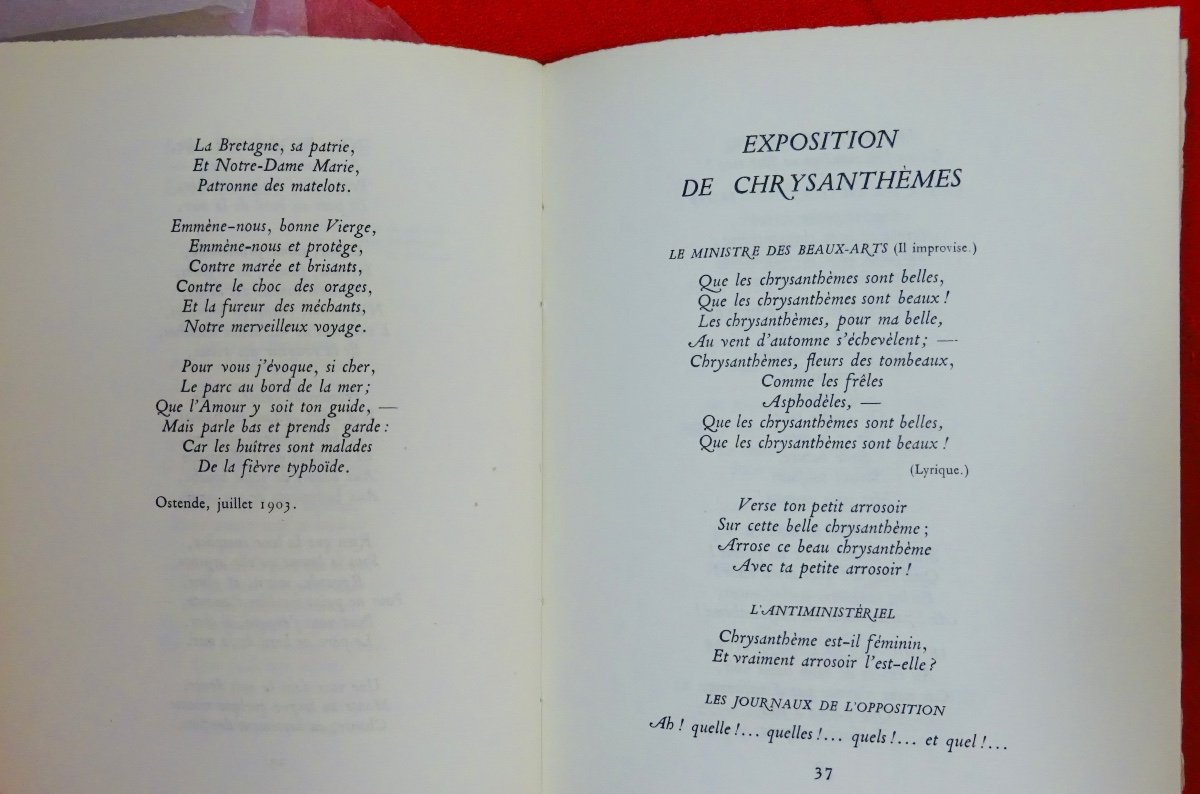 La Bretagne, sa patrie,
Et Notre-Dame Marie,
Patronne des matelots.
Emmène-nous, bonne Vierge,
Emmène-nous et protège,
Contre marée et brisants,
Contre le choc des orages,
Et la fureur des méchants,
Notre merveilleux voyage.
Pour vous j'évoque, si cher,
Le parc au bord de la mer;
Que l'Amour y soit ton guide, —
Mais parle bas et prends garde :
Car les huîtres sont malades
De la fièvre typhoïde.
Ostende, juillet 1903.
EXPOSITION
DE CHRYSANTHÈMES
LE MINISTRE DES BEAUX-ARTS (Il improvise.)
Que les chrysanthèmes sont belles,
Que les chrysanthèmes sont beaux !
Les chrysanthèmes, pour ma belle,
Au vent d'automne s'échevèlent; —
Chrysanthèmes, fleurs des tombeaux,
Comme les frêles
Asphodèles, —
Que les chrysanthèmes sont belles,
Que les chrysanthèmes sont beaux !
(Lyrique.)
Verse ton petit arrosoir
Sur cette belle chrysanthème ;
Arrose ce beau chrysanthème
Avec ta petite arrosoir !
L'ANTIMINISTÉRIEL
Chrysanthème est-il féminin,
Et vraiment arrosoir l'est-elle ?
LES JOURNAUX DE L'OPPOSITION
Ah ! quelle !... quelles !... quels !... et quel !...
37